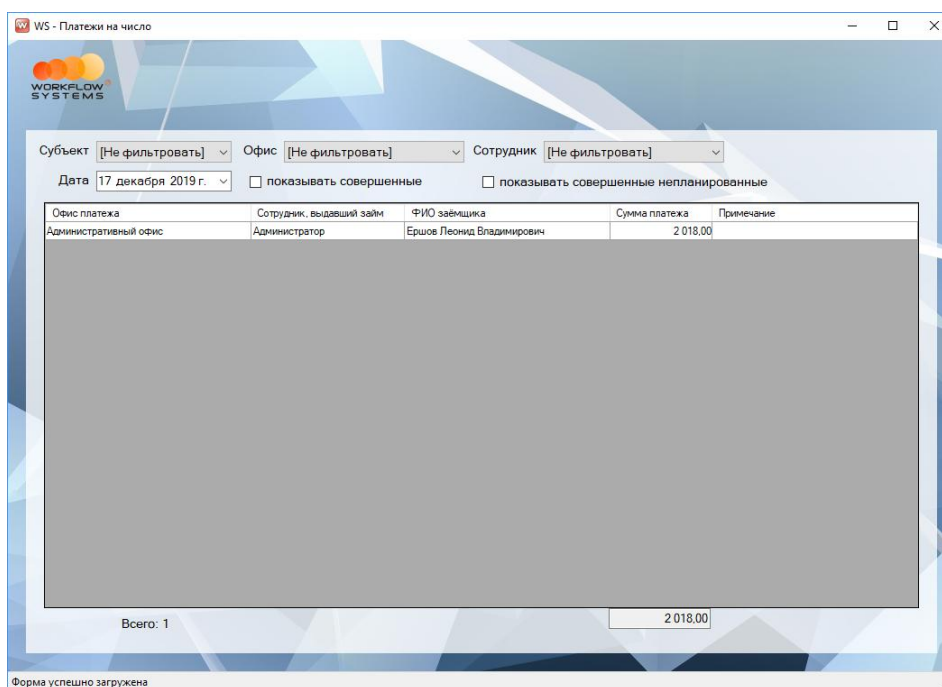 WS - Платежи на число
WORKFLOW
SYSTEMS
Субъект [Не фильтровать] Офис [Не фильтровать] Сотрудник [Не фильтровать]
Дата 17 декабря 2019 г. показывать совершенные показывать совершенные непланированные
Офис платежа Сотрудник, выдавший займ ФИО заёмщика Сумма платежа Примечание
Административный офис Администратор Ершов Леонид Владимирович 2 018,00
Всего: 1 2 018,00
Форма успешно загружена